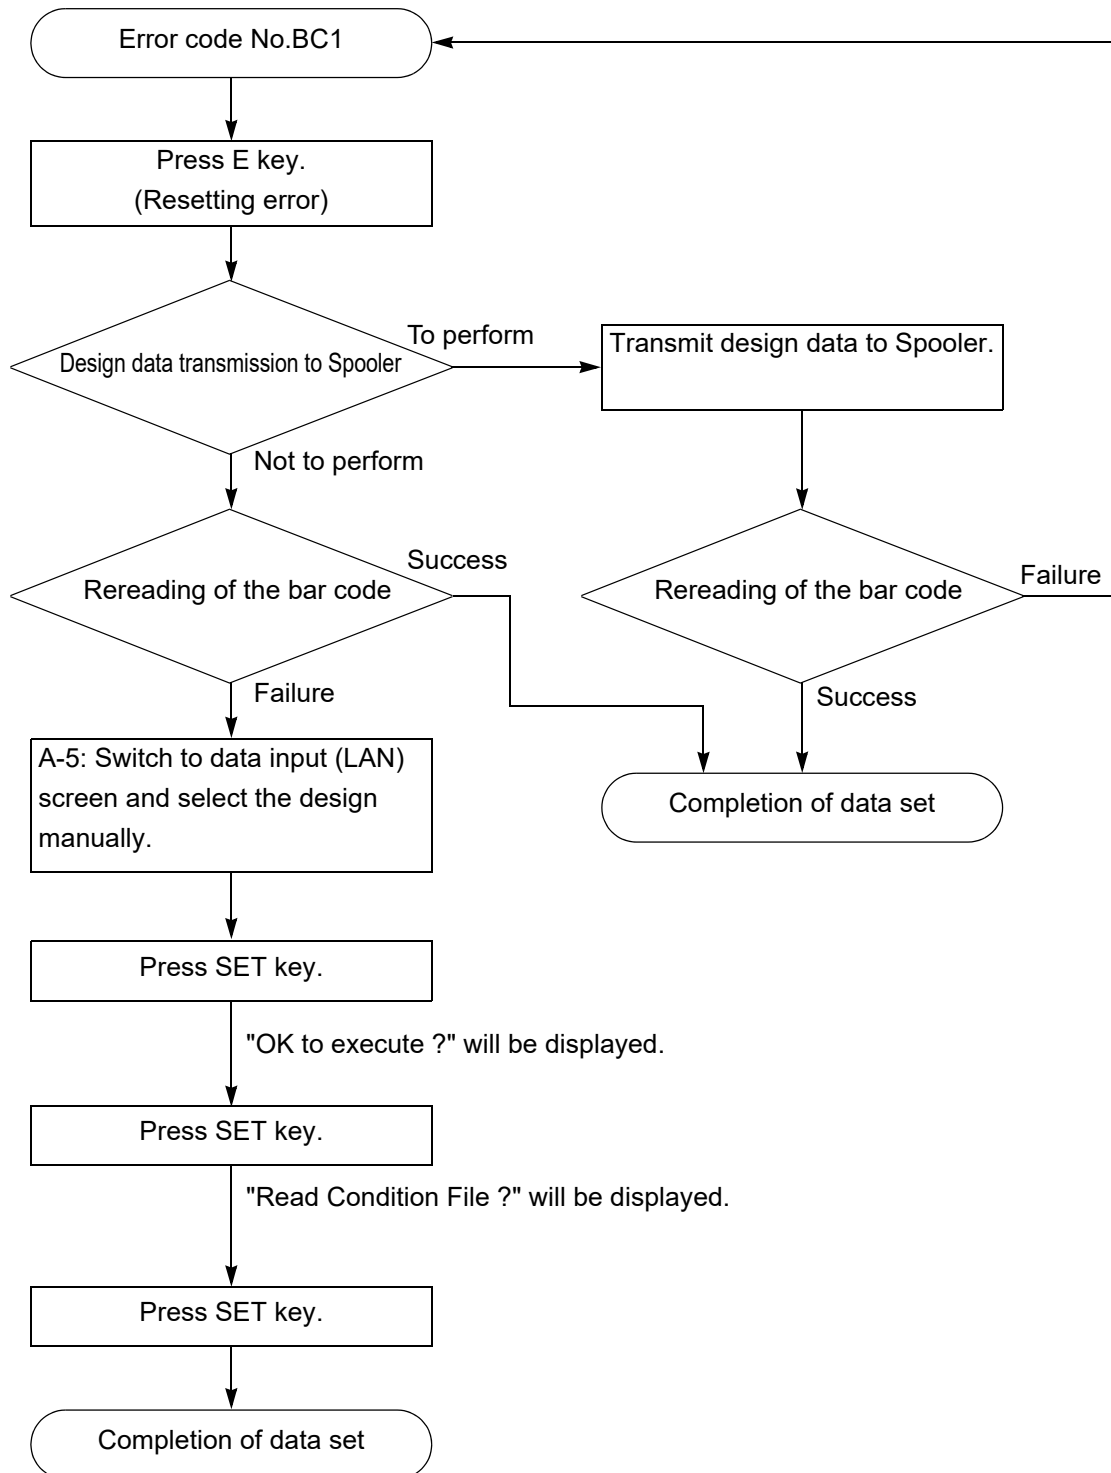 Error code No.BC1
Press E key.
(Resetting error)
To perform
Design data transmission to Spooler
Transmit design data to Spooler.
Not to perform
Success
Rereading of the bar code
Rereading of the bar code
Failure
Failure
Success
A-5: Switch to data input (LAN)
screen and select the design
manually.
Completion of data set
Press SET key.
"OK to execute ?" will be displayed.
Press SET key.
"Read Condition File ?" will be displayed.
Press SET key.
Completion of data set